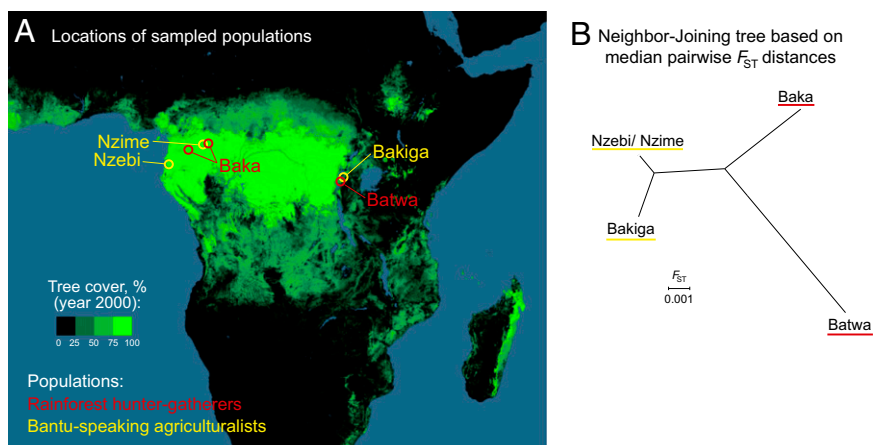 A Locations of sampled populations
Nzime
Nzebi
Baka
Bakiga
Batwa
Tree cover, %
(year 2000):
0 25 50 75 100
Populations:
Rainforest hunter-gatherers
Bantu-speaking agriculturalists
B Neighbor-Joining tree based on
median pairwise FST distances
Baka
Nzebi/ Nzime
Bakiga
FST
0.001
Batwa